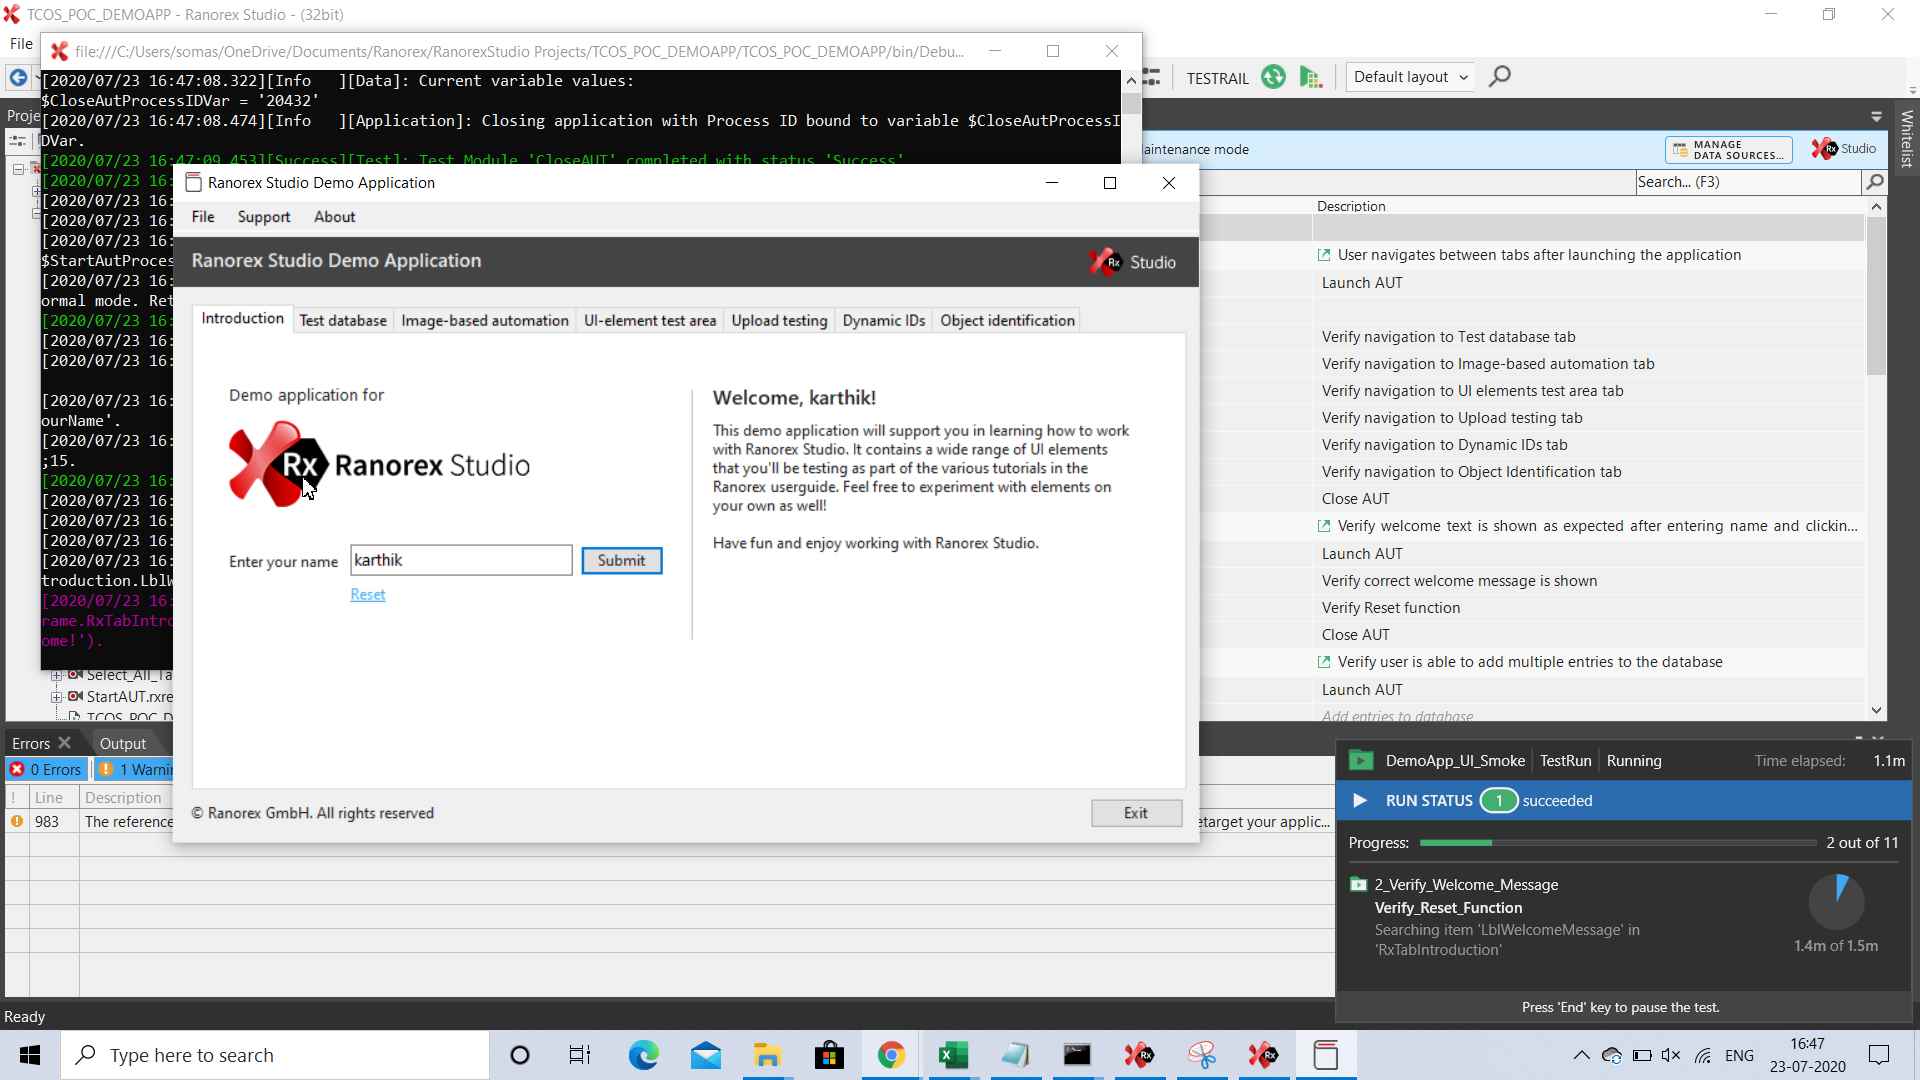 TCOS_POC_DEMOAPP - Ranorex Studio - (32bit)
File
file:///C:/Users/somas/OneDrive/Documents/Ranorex/RanorexStudio Projects/TCOS_POC_DEMOAPP/TCOS_POC_DEMOAPP/bin/Debu...
TESTRAIL
Default layout
Proje
[2020/07/23 16:47:08.322][Info   ][Data]: Current variable values:
$CloseAutProcessIDVar = '20432'
[2020/07/23 16:47:08.474][Info   ][Application]: Closing application with Process ID bound to variable $CloseAutProcessI
DVar.
[2020/07/23 16:47:09.453][Success][Test]: Test Module 'CloseAUT' completed with status 'Success'
[2020/07/23 16:
[2020/07/23 16:
[2020/07/23 16:
[2020/07/23 16:
$StartAutProces
[2020/07/23 16:
ormal mode. Ret
[2020/07/23 16:
[2020/07/23 16:
[2020/07/23 16:
[2020/07/23 16:
ourName'.
[2020/07/23 16:
;15.
[2020/07/23 16:
[2020/07/23 16:
[2020/07/23 16:
[2020/07/23 16:
[2020/07/23 16:
troduction.LblW
[2020/07/23 16:
rame.RxTabIntro
ome!').
Select_All_Ta
StartAUT.rxre
TCOS_POC_D
Ranorex Studio Demo Application
File Support About
Ranorex Studio Demo Application
Rx Studio
Introduction Test database Image-based automation UI-element test area Upload testing Dynamic IDs Object identification
Demo application for
Rx Ranorex Studio
Enter your name karthik Submit
Reset
Welcome, karthik!
This demo application will support you in learning how to work
with Ranorex Studio. It contains a wide range of UI elements
that you'll be testing as part of the various tutorials in the
Ranorex userguide. Feel free to experiment with elements on
your own as well!
Have fun and enjoy working with Ranorex Studio.
© Ranorex GmbH. All rights reserved
Exit
aintenance mode
MANAGE
DATA SOURCES...
Rx Studio
Whitelist
Search... (F3)
Description
User navigates between tabs after launching the application
Launch AUT
Verify navigation to Test database tab
Verify navigation to Image-based automation tab
Verify navigation to UI elements test area tab
Verify navigation to Upload testing tab
Verify navigation to Dynamic IDs tab
Verify navigation to Object Identification tab
Close AUT
Verify welcome text is shown as expected after entering name and clickin...
Launch AUT
Verify correct welcome message is shown
Verify Reset function
Close AUT
Verify user is able to add multiple entries to the database
Launch AUT
Add entries to database
Errors Output
0 Errors 1 Warnin
! Line Description
983 The reference
etarget your applic...
DemoApp_UI_Smoke TestRun Running Time elapsed: 1.1m
RUN STATUS 1 succeeded
Progress: 2 out of 11
2_Verify_Welcome_Message
Verify_Reset_Function
Searching item 'LblWelcomeMessage' in
'RxTabIntroduction'
1.4m of 1.5m
Press 'End' key to pause the test.
Ready
Type here to search
Rx
Rx
ENG
16:47
23-07-2020